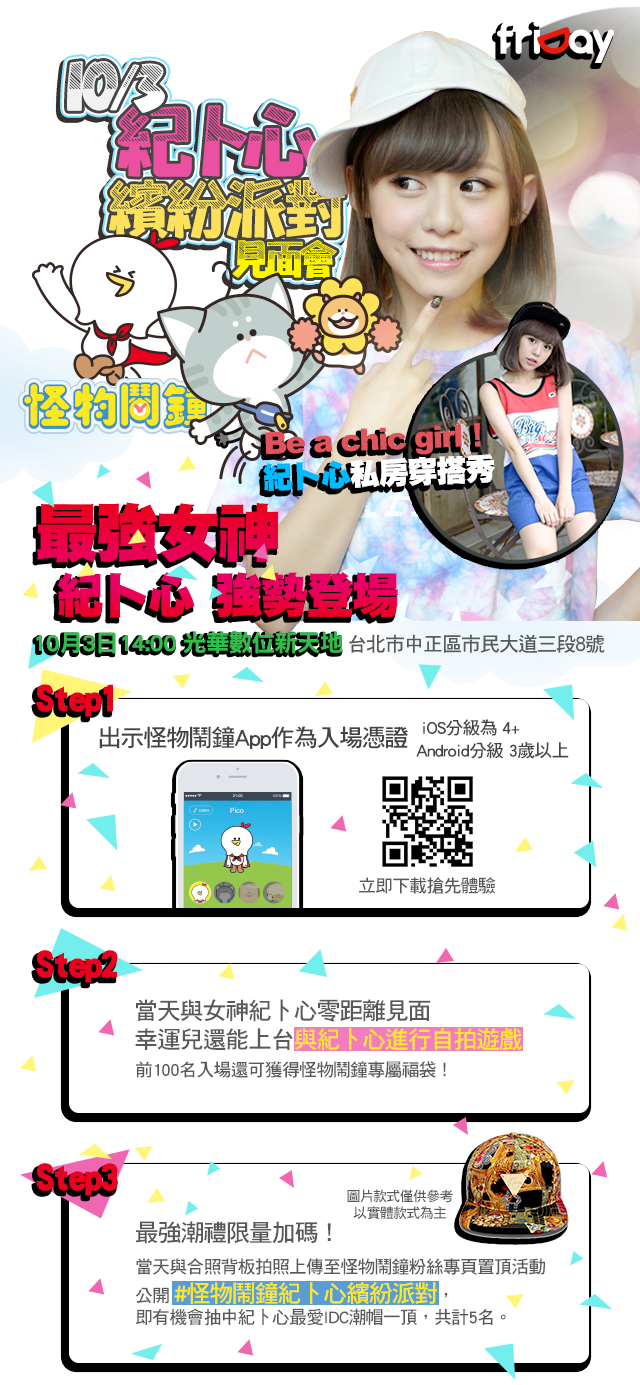 friDay
10/3
紀卜心
繽紛派對
見面會
怪物鬧鐘
Be a chic girl!
紀卜心私房穿搭秀
Big
最強女神
紀卜心 強勢登場
10月3日14:00 光華數位新天地 台北市中正區市民大道三段8號
Step1
出示怪物鬧鐘App作為入場憑證
iOS分級為 4+
Android分級 3歲以上
21:00
100%
Pico
立即下載搶先體驗
Step2
當天與女神紀卜心零距離見面
幸運兒還能上台與紀卜心進行自拍遊戲
前100名入場還可獲得怪物鬧鐘專屬福袋!
Step3
圖片款式僅供參考
以實體款式為主
最強潮禮限量加碼!
當天與合照背板拍照上傳至怪物鬧鐘粉絲專頁置頂活動
公開 #怪物鬧鐘紀卜心繽紛派對,
即有機會抽中紀卜心最愛IDC潮帽一頂,共計5名。